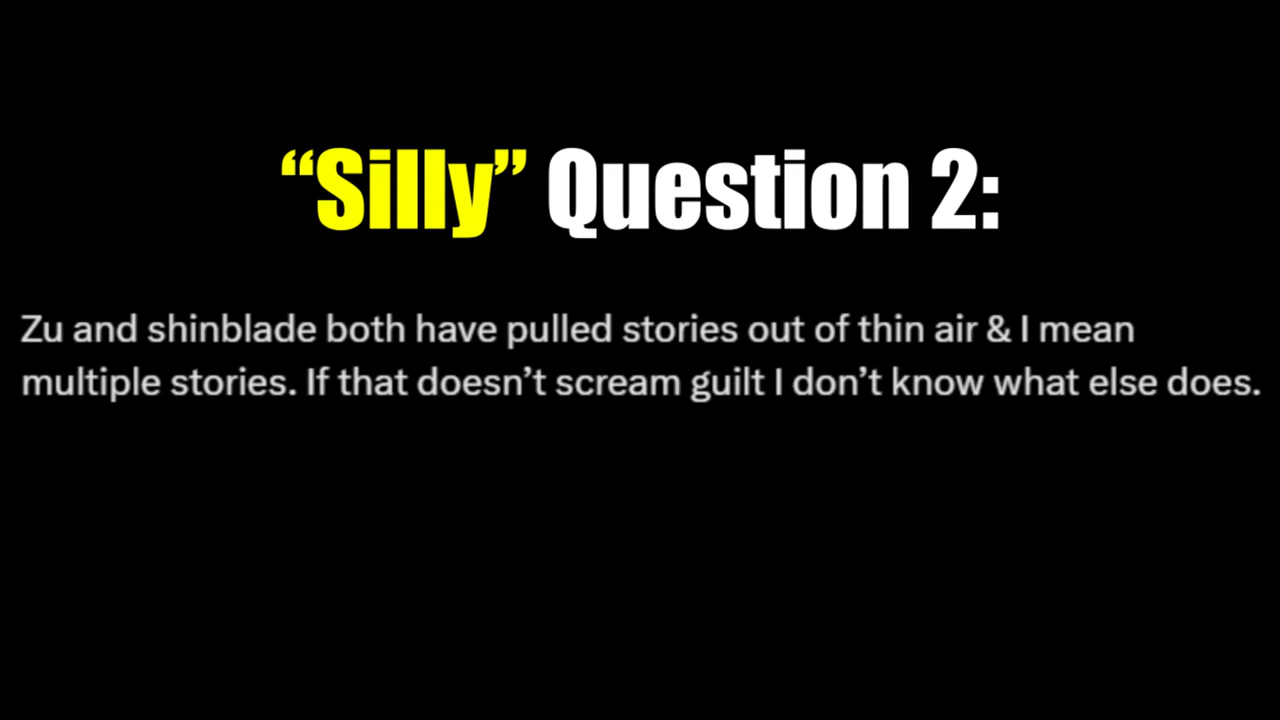 “Silly” Question 2:
Zu and shinblade both have pulled stories out of thin air & I mean
multiple stories. If that doesn’t scream guilt I don’t know what else does.